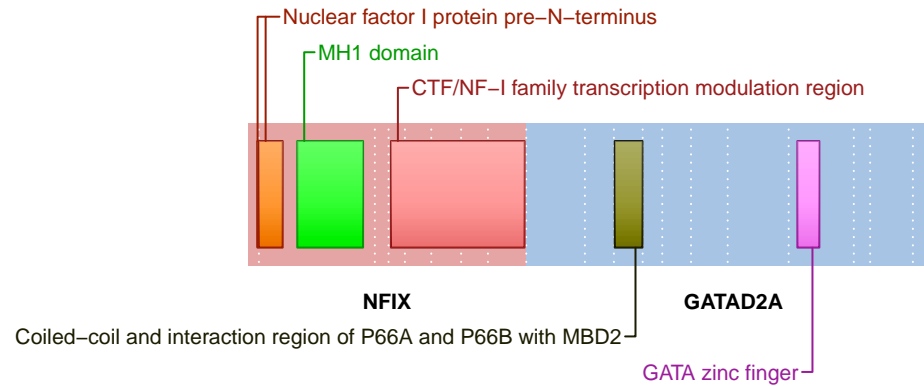 Nuclear factor I protein pre−N−terminus
MH1 domain
CTF/NF−I family transcription modulation region
NFIX
GATAD2A
Coiled−coil and interaction region of P66A and P66B with MBD2
GATA zinc finger